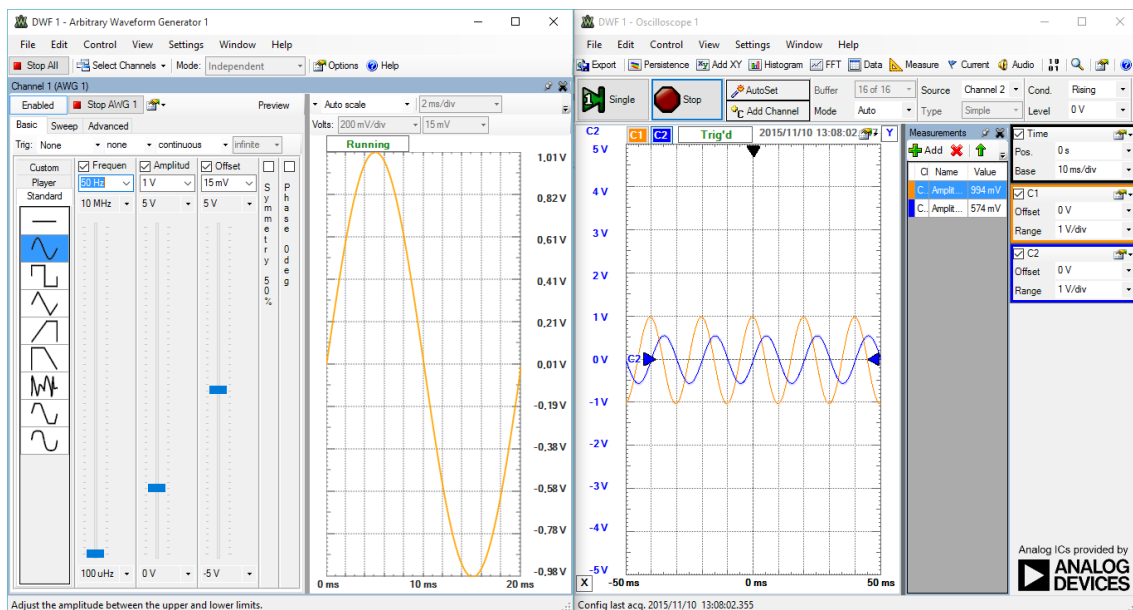 DWF 1 - Arbitrary Waveform Generator 1
File Edit Control View Settings Window Help
Stop All Select Channels Mode: Independent Options Help
Channel 1 (AWG 1)
Enabled Stop AWG 1 Preview
Basic Sweep Advanced
Trig: None none continuous infinite
Custom
Player
Standard
Frequen Amplitud Offset
50 Hz 1 V 15 mV
10 MHz 5 V 5 V
Symmetry 50%
Phase 0 deg
100 uHz 0 V -5 V
Auto scale 2 ms/div
Volts: 200 mV/div 15 mV
Running
1,01 V
0,82 V
0,61 V
0,41 V
0,21 V
0,01 V
-0,19 V
-0,38 V
-0,58 V
-0,78 V
-0,98 V
0 ms 10 ms 20 ms
Adjust the amplitude between the upper and lower limits.
DWF 1 - Oscilloscope 1
File Edit Control View Settings Window Help
Export Persistence Add XY Histogram FFT Data Measure Current Audio
Single Stop AutoSet Buffer 16 of 16 Source Channel 2 Cond. Rising
Add Channel Mode Auto Type Simple Level 0 V
C2 C1 C2 Trig'd 2015/11/10 13:08:02 Y
5 V
4 V
3 V
2 V
1 V
0 V
-1 V
-2 V
-3 V
-4 V
-5 V
C2
X -50 ms 0 ms 50 ms
Measurements
Add
Cl Name Value
C.. Amplit... 994 mV
C.. Amplit... 574 mV
Time
Pos. 0 s
Base 10 ms/div
C1
Offset 0 V
Range 1 V/div
C2
Offset 0 V
Range 1 V/div
Analog ICs provided by
ANALOG
DEVICES
Config last acq. 2015/11/10 13:08:02.355